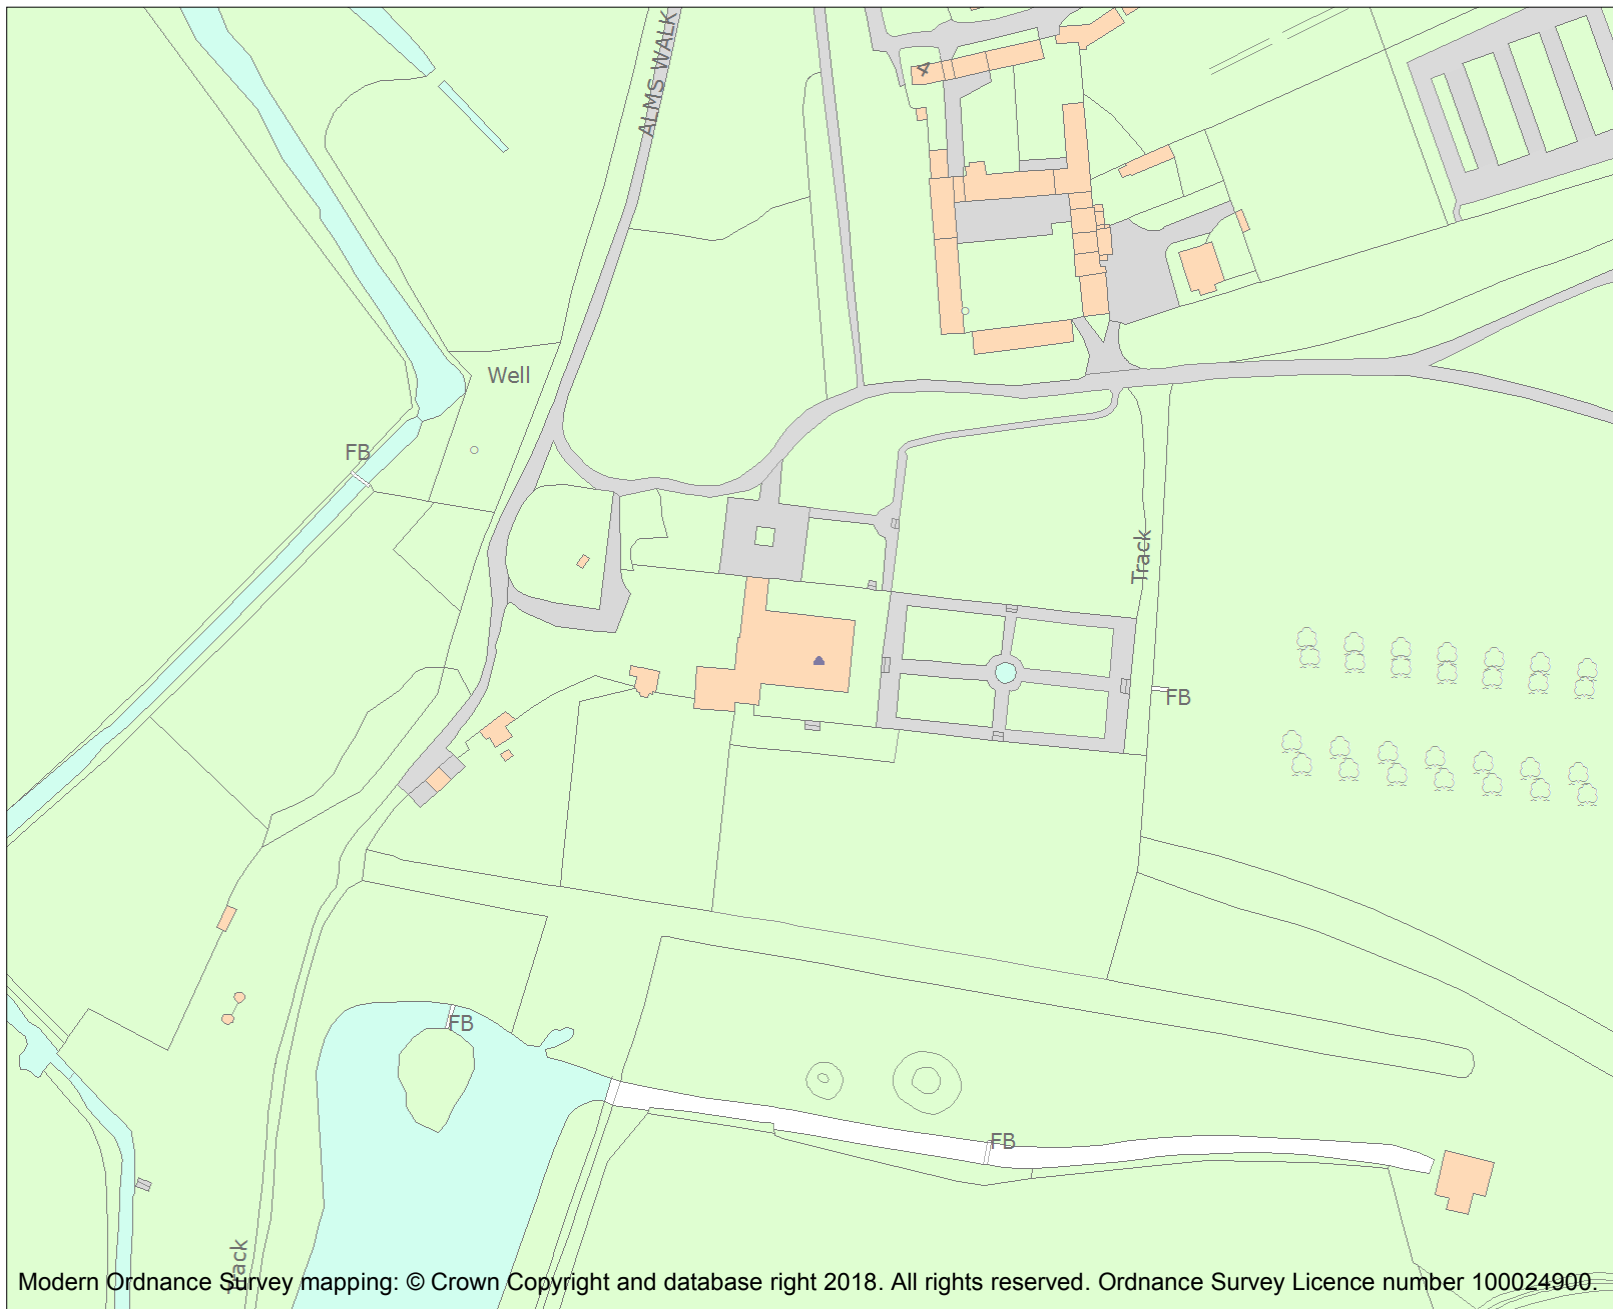 ALMS WALK
4
Well
FB
Track
FB
FB
FB
Track
Modern Ordnance Survey mapping: © Crown Copyright and database right 2018. All rights reserved. Ordnance Survey Licence number 100024900.